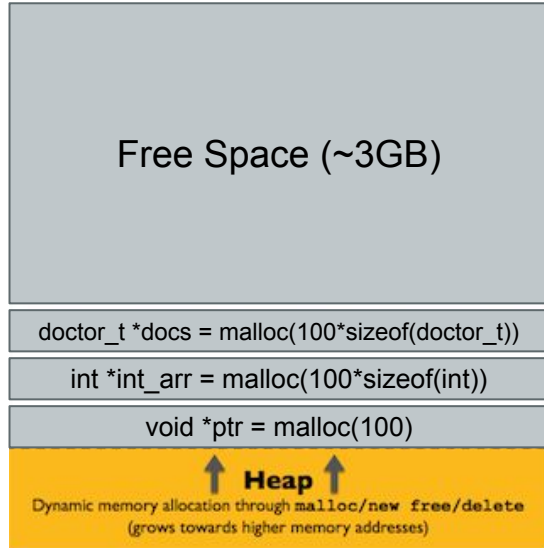 Free Space (~3GB)
doctor_t *docs = malloc(100*sizeof(doctor_t))
int *int_arr = malloc(100*sizeof(int))
void *ptr = malloc(100)
Heap
Dynamic memory allocation through malloc/new free/delete
(grows towards higher memory addresses)